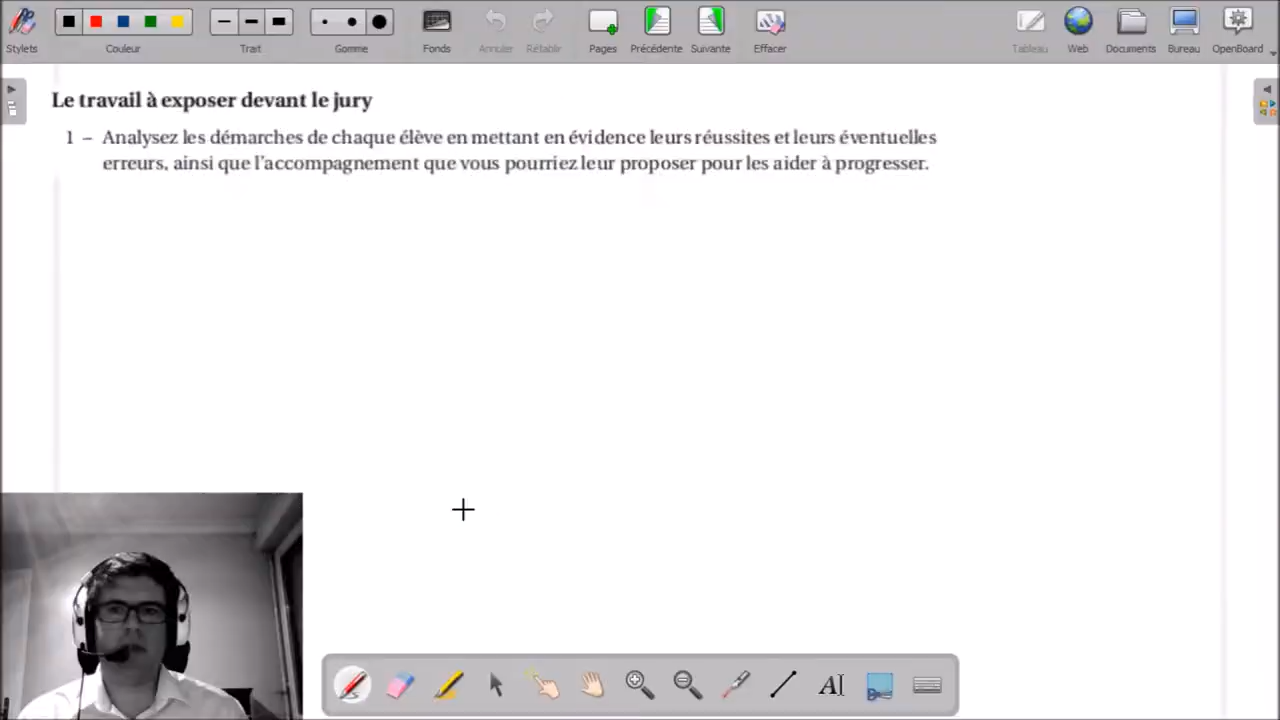 Stylets Couleur Trait Gomme Fonds Annuler Rétablir Pages Précédente Suivante Effacer Tableau Web Documents Bureau OpenBoard
Le travail à exposer devant le jury
1 – Analysez les démarches de chaque élève en mettant en évidence leurs réussites et leurs éventuelles
erreurs, ainsi que l'accompagnement que vous pourriez leur proposer pour les aider à progresser.
AI